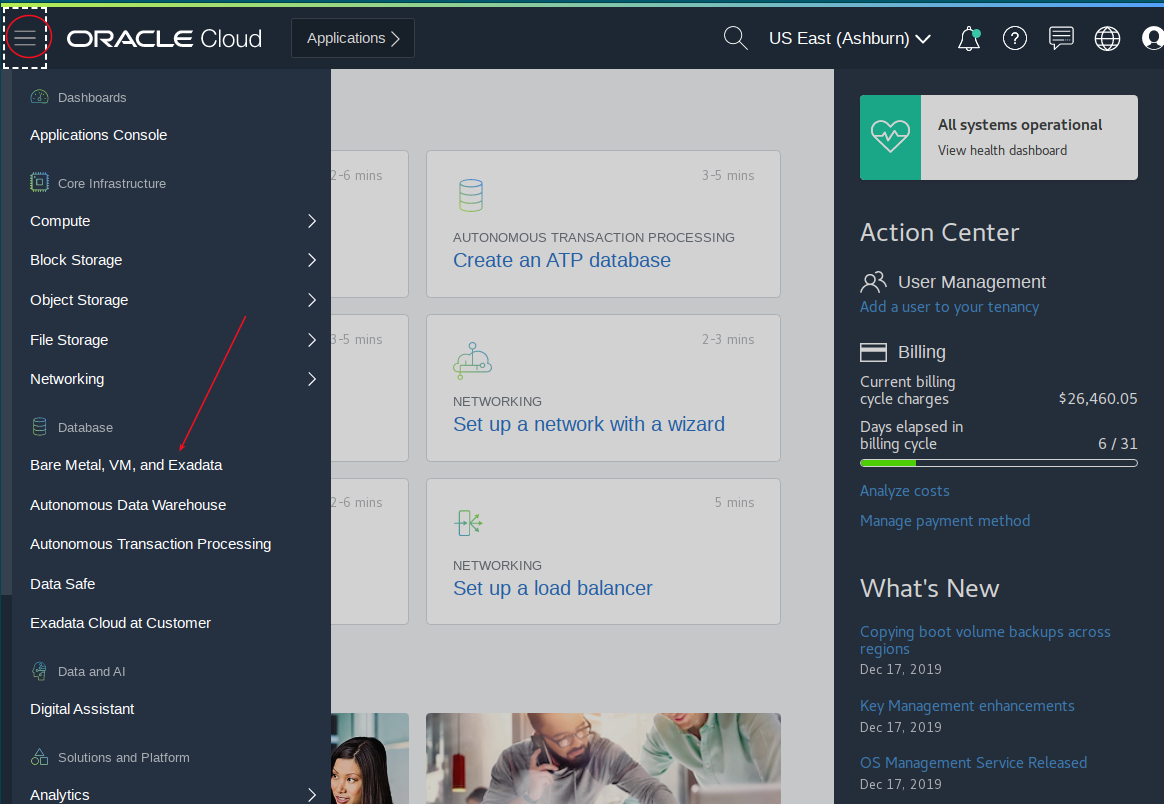 ORACLE Cloud
Applications
US East (Ashburn)
Dashboards
Applications Console
Core Infrastructure
Compute
Block Storage
Object Storage
File Storage
Networking
Database
Bare Metal, VM, and Exadata
Autonomous Data Warehouse
Autonomous Transaction Processing
Data Safe
Exadata Cloud at Customer
Data and AI
Digital Assistant
Solutions and Platform
Analytics
2-6 mins
3-5 mins
AUTONOMOUS TRANSACTION PROCESSING
Create an ATP database
3-5 mins
2-3 mins
NETWORKING
Set up a network with a wizard
2-6 mins
5 mins
NETWORKING
Set up a load balancer
All systems operational
View health dashboard
Action Center
User Management
Add a user to your tenancy
Billing
Current billing
cycle charges $26,460.05
Days elapsed in
billing cycle 6 / 31
Analyze costs
Manage payment method
What's New
Copying boot volume backups across
regions
Dec 17, 2019
Key Management enhancements
Dec 17, 2019
OS Management Service Released
Dec 17, 2019